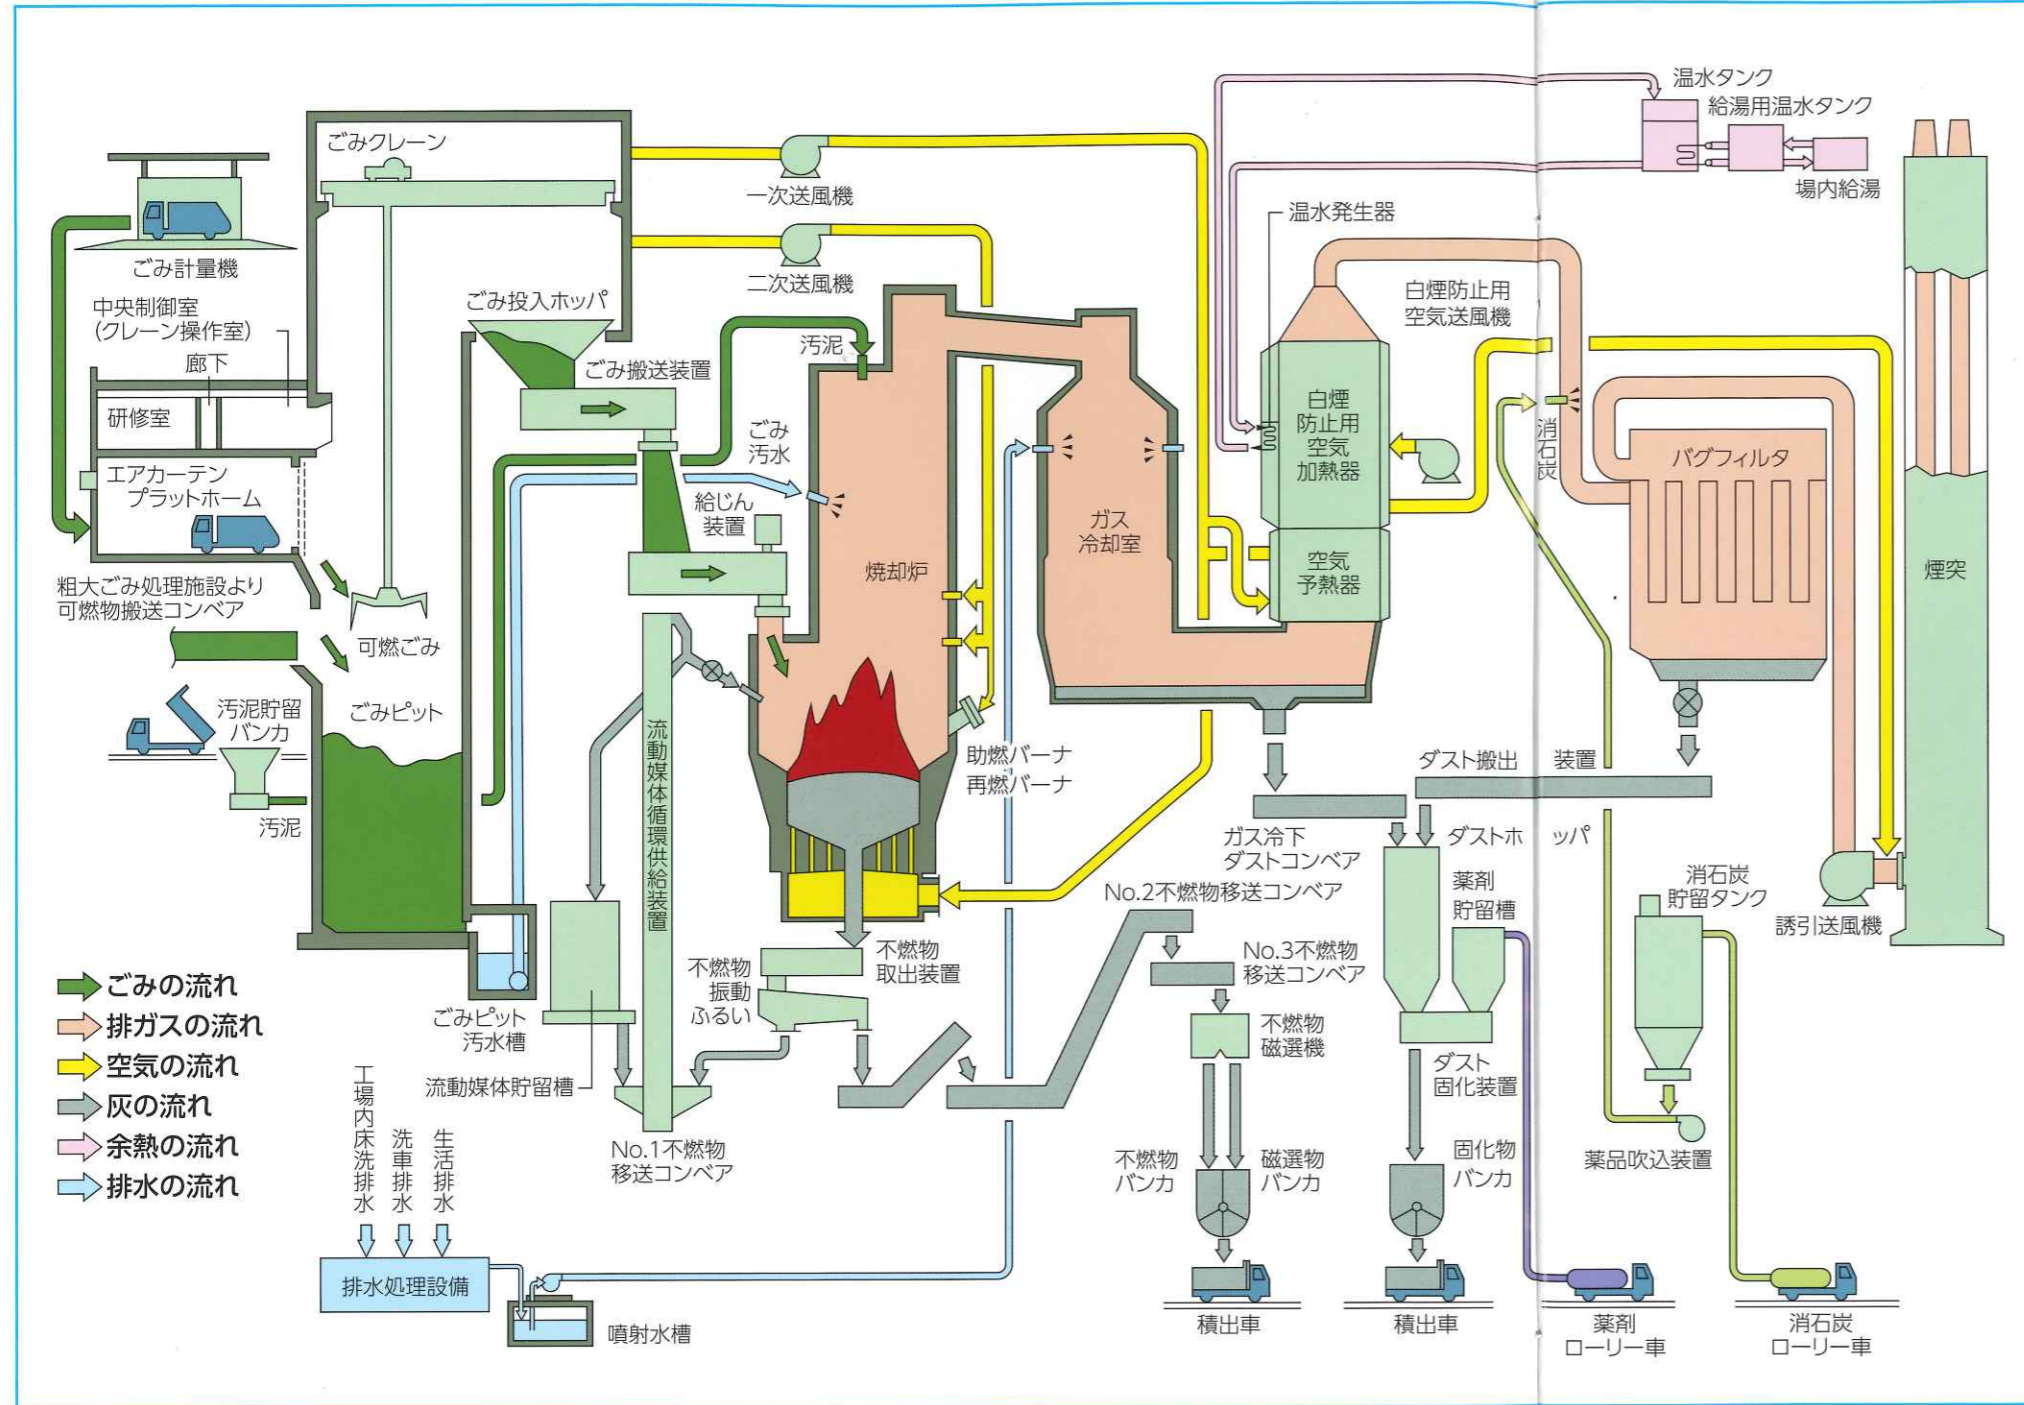 温水タンク
給湯用温水タンク
場内給湯
ごみクレーン
一次送風機
温水発生器
ごみ計量機
二次送風機
中央制御室
(クレーン操作室)
廊下
研修室
ごみ投入ホッパ
白煙防止用
空気送風機
汚泥
ごみ搬送装置
白煙
防止用
空気
加熱器
ごみ
汚水
消石炭
バグフィルタ
エアカーテン
プラットホーム
給じん
装置
ガス
冷却室
焼却炉
空気
予熱器
煙突
粗大ごみ処理施設より
可燃物搬送コンベア
可燃ごみ
汚泥貯留
バンカ
ごみピット
汚泥
流動媒体循環供給装置
助燃バーナ
再燃バーナ
ダスト搬出 装置
ガス冷下
ダストコンベア
ダストホ ッパ
No.2不燃物移送コンベア
薬剤
貯留槽
消石炭
貯留タンク
誘引送風機
不燃物
取出装置
不燃物
振動
ふるい
No.3不燃物
移送コンベア
ごみの流れ
排ガスの流れ
空気の流れ
灰の流れ
余熱の流れ
排水の流れ
ごみピット
汚水槽
流動媒体貯留槽
不燃物
磁選機
ダスト
固化装置
工場内床洗排水
洗車排水
生活排水
No.1不燃物
移送コンベア
不燃物
バンカ
磁選物
バンカ
固化物
バンカ
薬品吹込装置
排水処理設備
噴射水槽
積出車
積出車
薬剤
ローリー車
消石炭
ローリー車